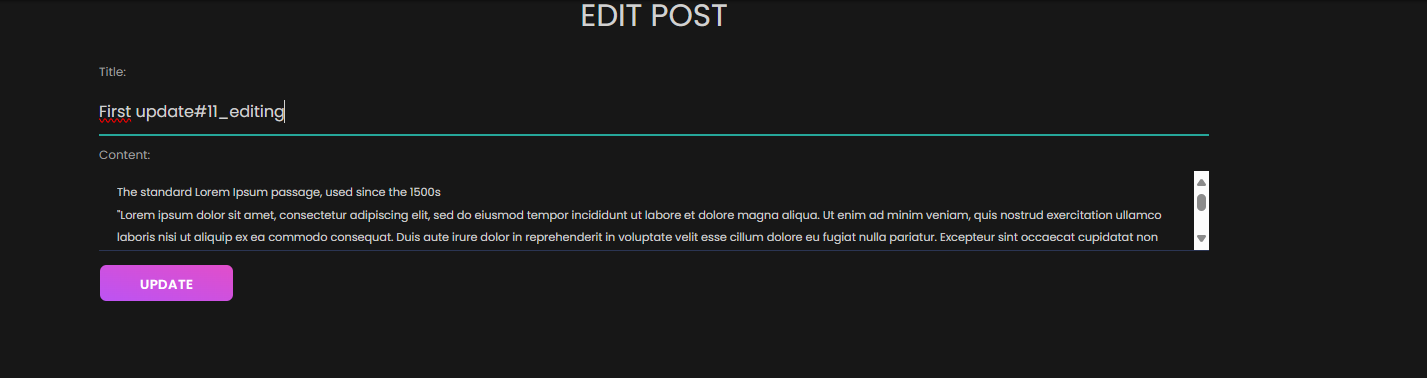 EDIT POST
Title:
First update#11_editing
Content:
The standard Lorem Ipsum passage, used since the 1500s
"Lorem ipsum dolor sit amet, consectetur adipiscing elit, sed do eiusmod tempor incididunt ut labore et dolore magna aliqua. Ut enim ad minim veniam, quis nostrud exercitation ullamco
laboris nisi ut aliquip ex ea commodo consequat. Duis aute irure dolor in reprehenderit in voluptate velit esse cillum dolore eu fugiat nulla pariatur. Excepteur sint occaecat cupidatat non
UPDATE